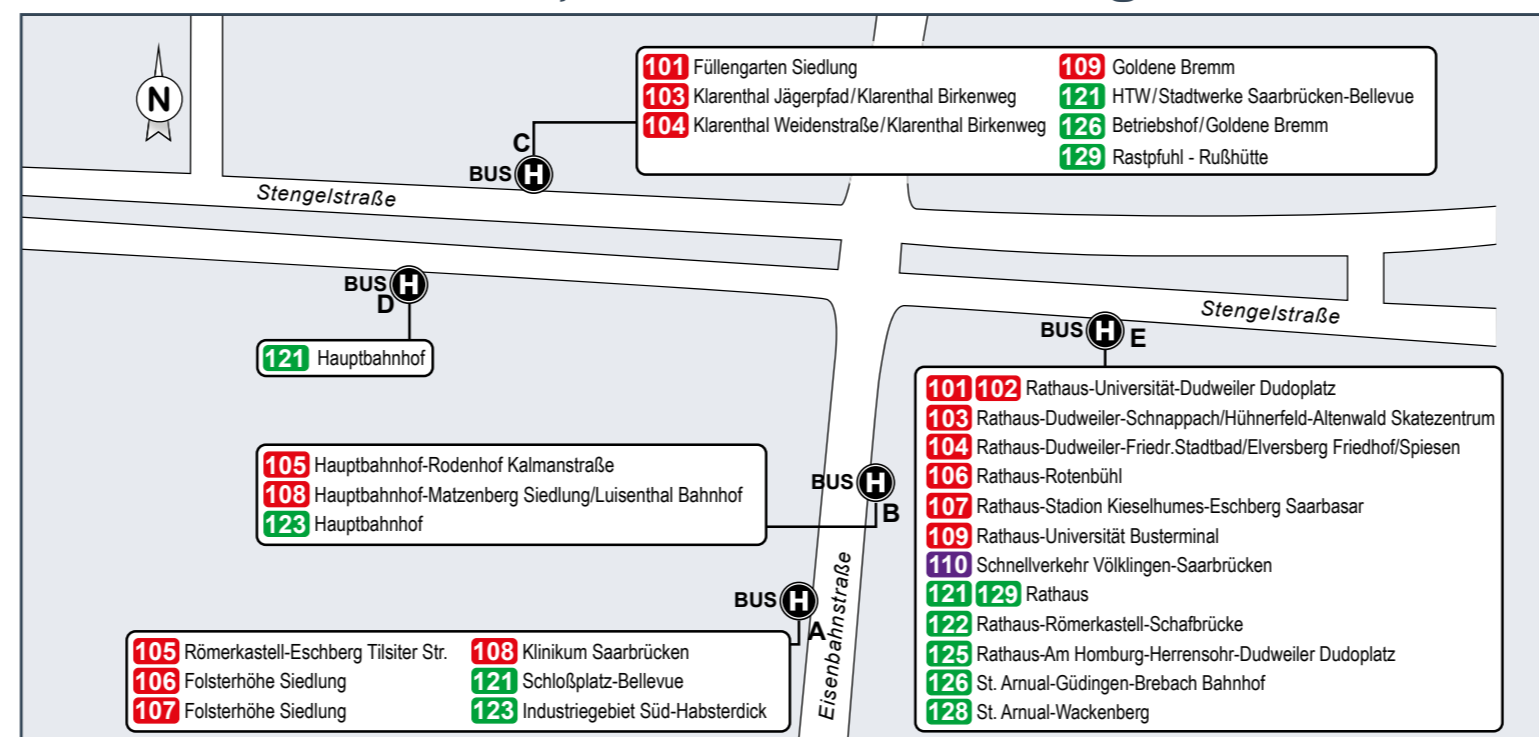 N
101 Füllengarten Siedlung
103 Klarenthal Jägerpfad/Klarenthal Birkenweg
104 Klarenthal Weidenstraße/Klarenthal Birkenweg
109 Goldene Bremm
121 HTW/Stadtwerke Saarbrücken-Bellevue
126 Betriebshof/Goldene Bremm
129 Rastpfuhl - Rußhütte
C
BUS H
Stengelstraße
BUS H
D
121 Hauptbahnhof
Stengelstraße
BUS H E
105 Hauptbahnhof-Rodenhof Kalmanstraße
108 Hauptbahnhof-Matzenberg Siedlung/Luisenthal Bahnhof
123 Hauptbahnhof
BUS H
B
101 102 Rathaus-Universität-Dudweiler Dudoplatz
103 Rathaus-Dudweiler-Schnappach/Hühnerfeld-Altenwald Skatezentrum
104 Rathaus-Dudweiler-Friedr.Stadtbad/Elversberg Friedhof/Spiesen
106 Rathaus-Rotenbühl
107 Rathaus-Stadion Kieselhumes-Eschberg Saarbasar
109 Rathaus-Universität Busterminal
110 Schnellverkehr Völklingen-Saarbrücken
121 129 Rathaus
122 Rathaus-Römerkastell-Schafbrücke
125 Rathaus-Am Homburg-Herrensohr-Dudweiler Dudoplatz
126 St. Arnual-Güdingen-Brebach Bahnhof
128 St. Arnual-Wackenberg
BUS H
A
Eisenbahnstraße
105 Römerkastell-Eschberg Tilsiter Str.
106 Folsterhöhe Siedlung
107 Folsterhöhe Siedlung
108 Klinikum Saarbrücken
121 Schloßplatz-Bellevue
123 Industriegebiet Süd-Habsterdick